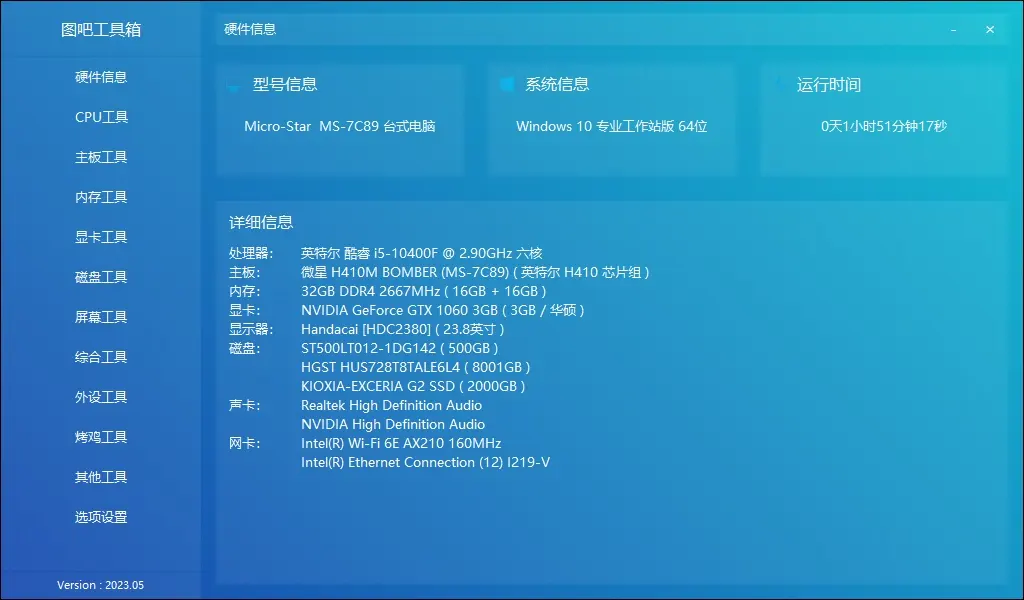 图吧工具箱
硬件信息
CPU工具
主板工具
内存工具
显卡工具
磁盘工具
屏幕工具
综合工具
外设工具
烤鸡工具
其他工具
选项设置
Version : 2023.05
硬件信息
型号信息
Micro-Star MS-7C89 台式电脑
系统信息
Windows 10 专业工作站版 64位
运行时间
0天1小时51分钟17秒
详细信息
处理器: 英特尔 酷睿 i5-10400F @ 2.90GHz 六核
主板: 微星 H410M BOMBER (MS-7C89) ( 英特尔 H410 芯片组 )
内存: 32GB DDR4 2667MHz ( 16GB + 16GB )
显卡: NVIDIA GeForce GTX 1060 3GB ( 3GB / 华硕 )
显示器: Handacai [HDC2380] ( 23.8英寸 )
磁盘: ST500LT012-1DG142 ( 500GB )
HGST HUS728T8TALE6L4 ( 8001GB )
KIOXIA-EXCERIA G2 SSD ( 2000GB )
声卡: Realtek High Definition Audio
NVIDIA High Definition Audio
网卡: Intel(R) Wi-Fi 6E AX210 160MHz
Intel(R) Ethernet Connection (12) I219-V